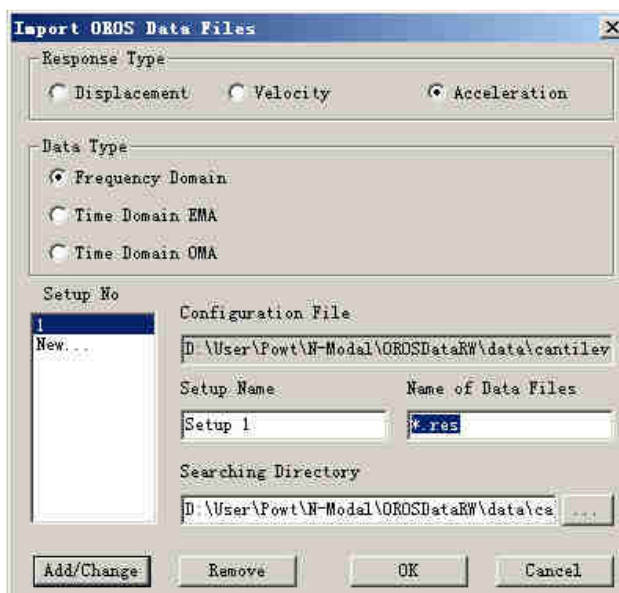 Import OROS Data Files
Response Type
Displacement Velocity Acceleration
Data Type
Frequency Domain
Time Domain EMA
Time Domain OMA
Setup No
1
New...
Configuration File
D:\User\Powt\N-Modal\OROSDataRW\data\cantilev
Setup Name Name of Data Files
Setup 1 *.res
Searching Directory
D:\User\Powt\N-Modal\OROSDataRW\data\ca ...
Add/Change Remove OK Cancel